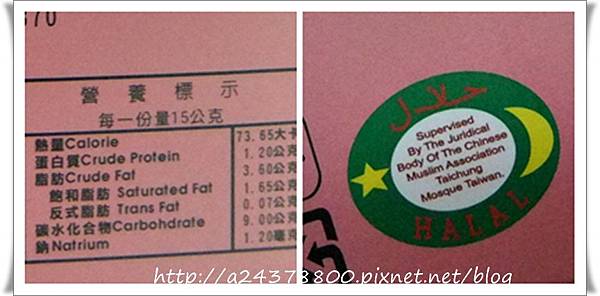 370
營養標示
每一份量15公克
熱量Calorie 73.65大卡
蛋白質Crude Protein 1.20公克
脂肪Crude Fat 3.60公克
飽和脂肪 Saturated Fat 1.65公克
反式脂肪 Trans Fat 0.07公克
碳水化合物Carbohdrate 9.00公克
鈉Natrium 1.20毫克
حلال
Supervised
By The Juridical
Body Of The Chinese
Muslim Association
Taichung
Mosque Taiwan.
HALAL
http://a24378800.pixnet.net/blog